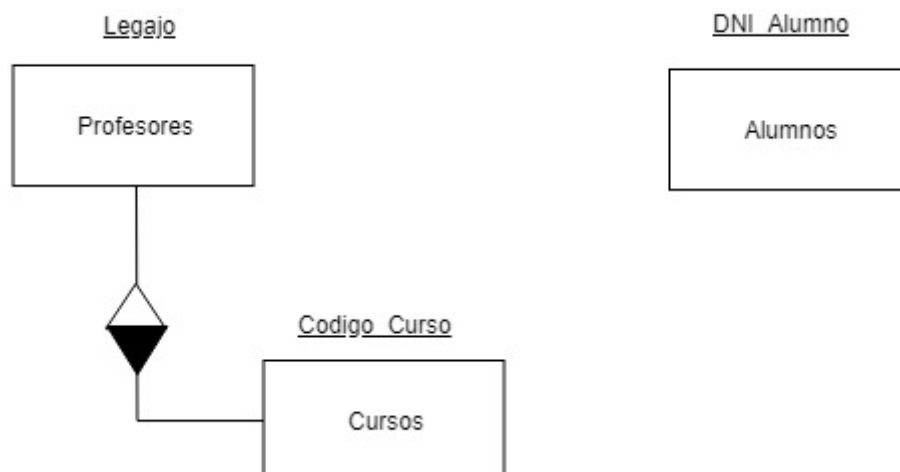 Legajo
DNI_Alumno
Profesores
Alumnos
Codigo_Curso
Cursos